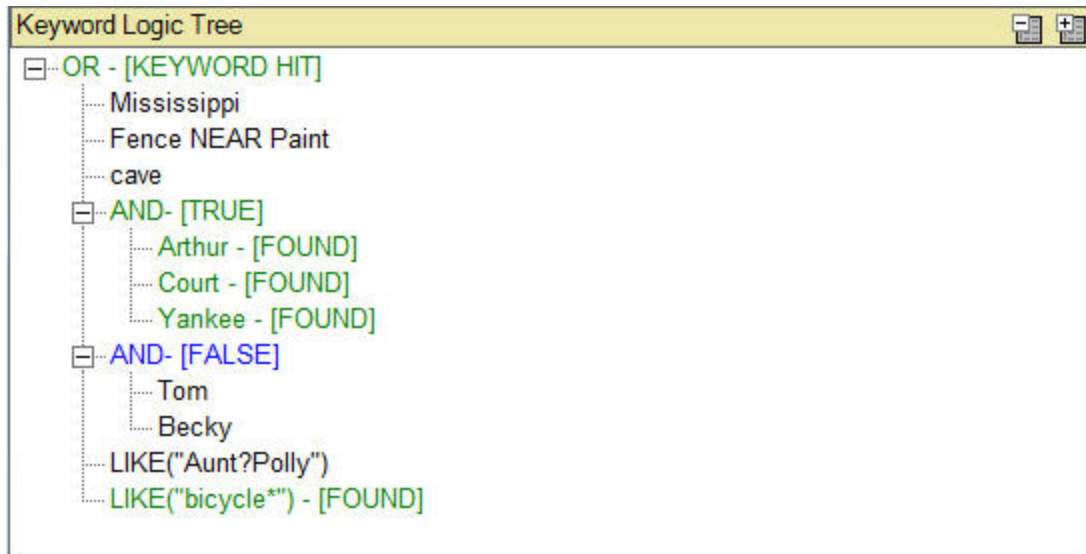 Keyword Logic Tree
OR - [KEYWORD HIT]
Mississippi
Fence NEAR Paint
cave
AND- [TRUE]
Arthur - [FOUND]
Court - [FOUND]
Yankee - [FOUND]
AND- [FALSE]
Tom
Becky
LIKE("Aunt?Polly")
LIKE("bicycle*") - [FOUND]